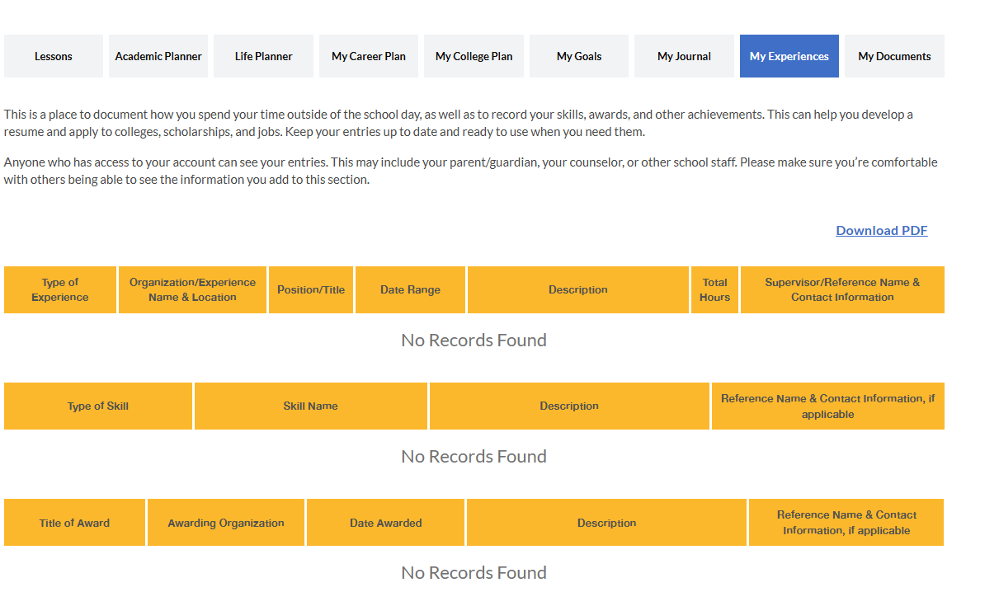 Lessons
Academic Planner
Life Planner
My Career Plan
My College Plan
My Goals
My Journal
My Experiences
My Documents
This is a place to document how you spend your time outside of the school day, as well as to record your skills, awards, and other achievements. This can help you develop a
resume and apply to colleges, scholarships, and jobs. Keep your entries up to date and ready to use when you need them.
Anyone who has access to your account can see your entries. This may include your parent/guardian, your counselor, or other school staff. Please make sure you’re comfortable
with others being able to see the information you add to this section.
Download PDF
Type of
Experience
Organization/Experience
Name & Location
Position/Title
Date Range
Description
Total
Hours
Supervisor/Reference Name &
Contact Information
No Records Found
Type of Skill
Skill Name
Description
Reference Name & Contact Information, if
applicable
No Records Found
Title of Award
Awarding Organization
Date Awarded
Description
Reference Name & Contact
Information, if applicable
No Records Found